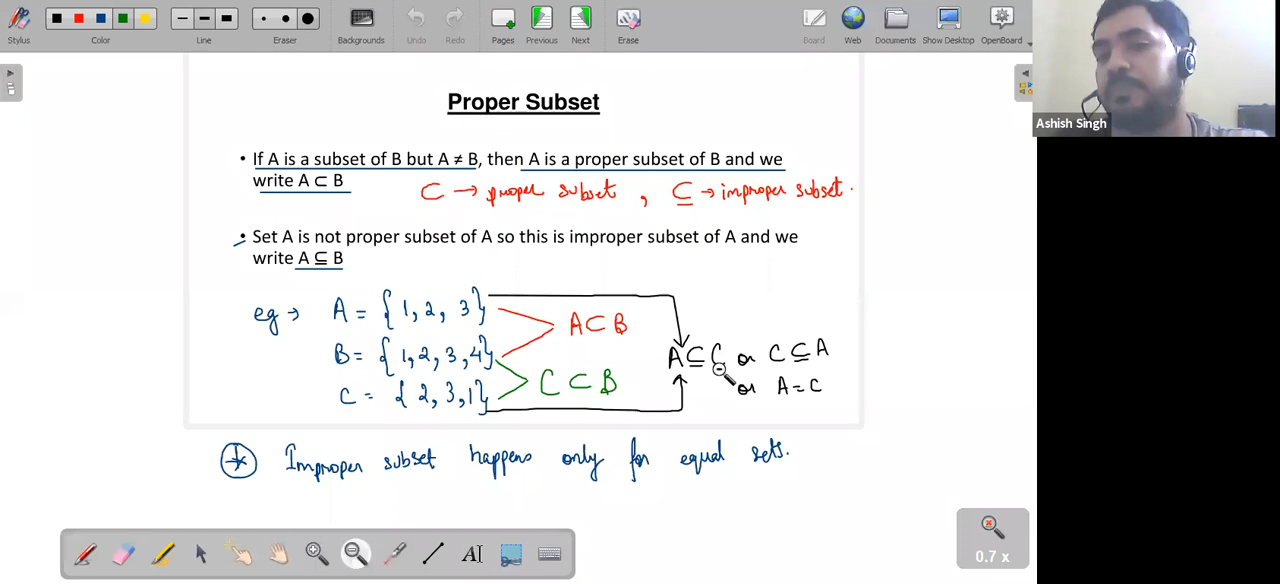 Stylus Color Line Eraser Backgrounds Undo Redo Pages Previous Next Erase Board Web Documents Show Desktop OpenBoard
Ashish Singh
Proper Subset
• If A is a subset of B but A ≠ B, then A is a proper subset of B and we
write A ⊂ B
⊂ → proper subset , ⊆ → improper subset.
• Set A is not proper subset of A so this is improper subset of A and we
write A ⊆ B
eg → A = {1, 2, 3}
A ⊂ B
B = {1, 2, 3, 4}
A ⊆ C or C ⊆ A
C ⊂ B
or A = C
C = {2, 3, 1}
* Improper subset happens only for equal sets.
AI
0.7 x